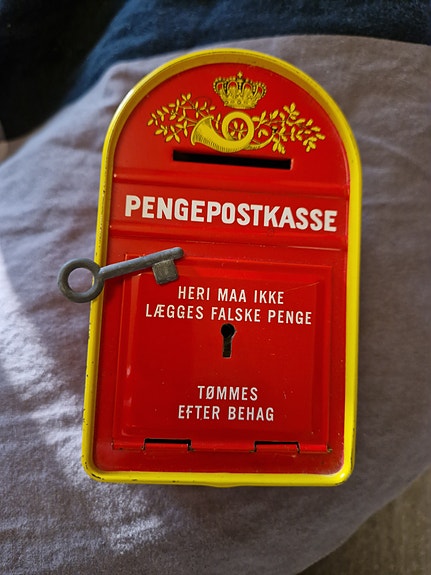 PENGEPOSTKASSE
HERI MAA IKKE
LÆGGES FALSKE PENGE
TØMMES
EFTER BEHAG